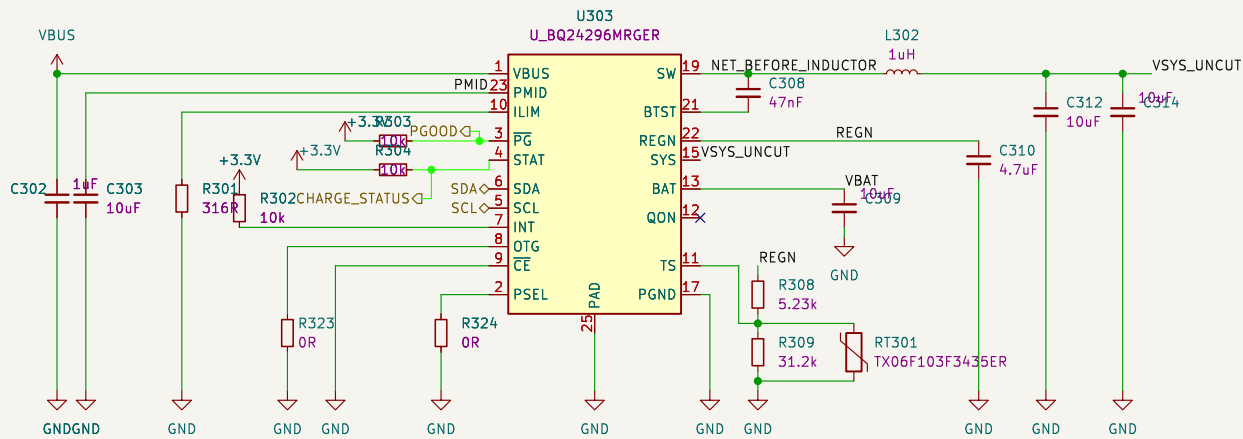 U303
U_BQ24296MRGER
VBUS
L302
1uH
1
VBUS
SW
19
NET_BEFORE_INDUCTOR
VSYS_UNCUT
PMID
23
PMID
C308
47nF
C312
10uF
C314
10uF
10
ILIM
BTST
21
+3.3V
R303
10k
PGOOD
3
PG
REGN
22
REGN
+3.3V
R304
10k
4
STAT
SYS
15
VSYS_UNCUT
C310
4.7uF
+3.3V
C302
1uF
C303
10uF
R301
316R
R302
10k
CHARGE_STATUS
SDA
6
SDA
BAT
13
VBAT
10uF
C309
SCL
5
SCL
QON
12
7
INT
8
OTG
9
CE
TS
11
REGN
GND
2
PSEL
PAD
25
PGND
17
R308
5.23k
R323
0R
R324
0R
R309
31.2k
RT301
TX06F103F3435ER
GND
GND
GND
GND
GND
GND
GND
GND
GND
GND
GND
GND